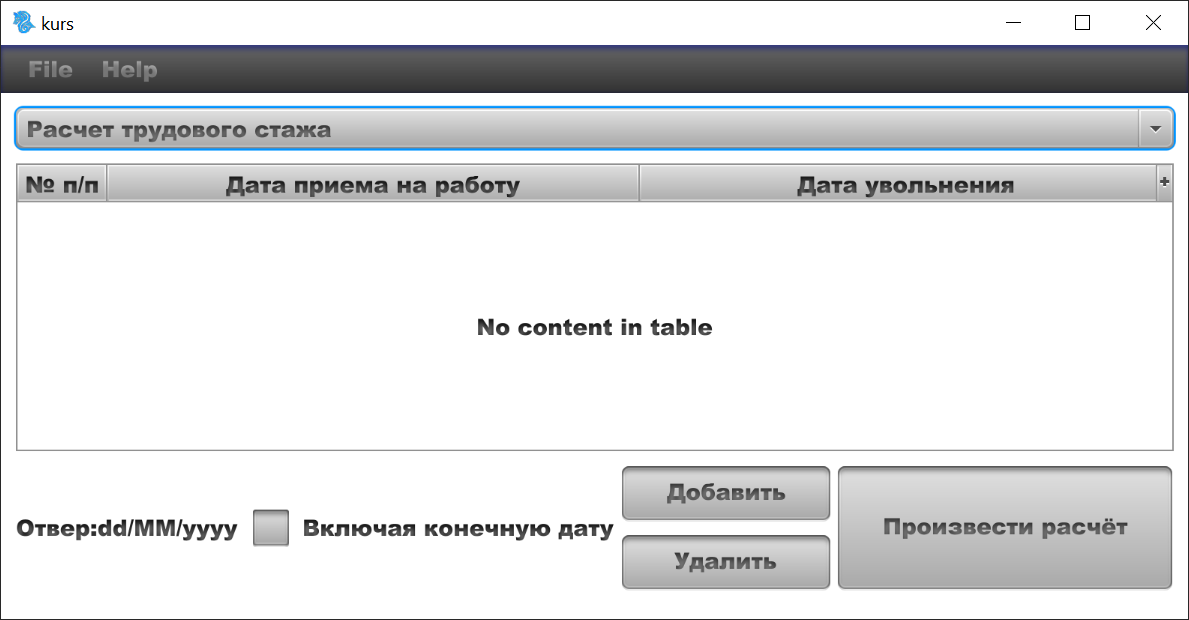 kurs
File Help
Расчет трудового стажа
№ п/п Дата приема на работу Дата увольнения +
No content in table
Отвер:dd/MM/yyyy Включая конечную дату
Добавить
Удалить
Произвести расчёт